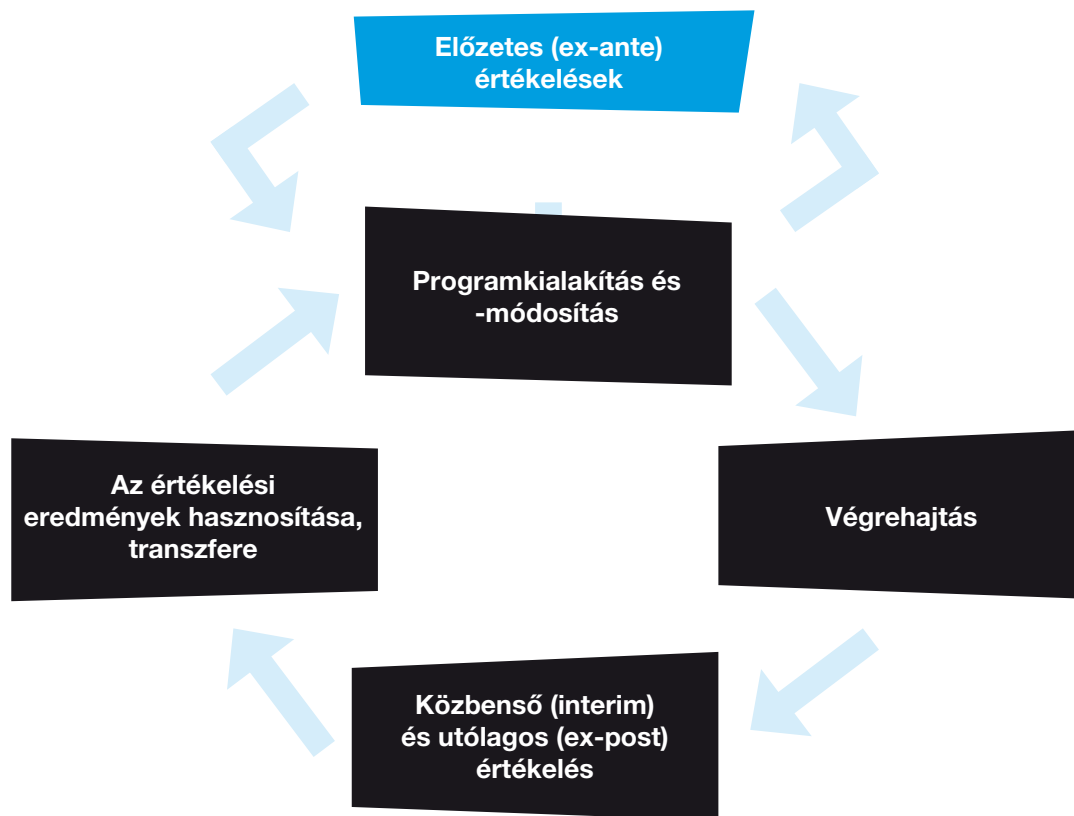 Előzetes (ex-ante)
értékelések
Programkialakítás és
-módosítás
Az értékelési
eredmények hasznosítása,
transzfere
Végrehajtás
Közbenső (interim)
és utólagos (ex-post)
értékelés